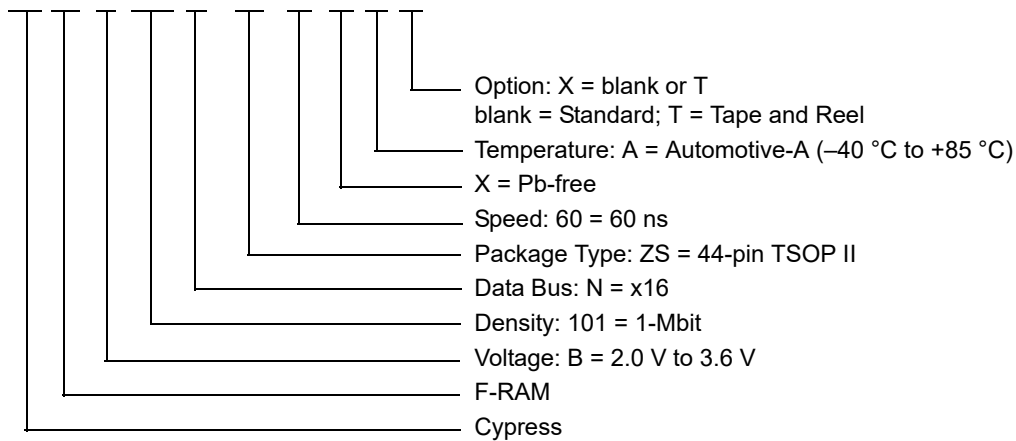 Option: X = blank or T
blank = Standard; T = Tape and Reel
Temperature: A = Automotive-A (–40 °C to +85 °C)
X = Pb-free
Speed: 60 = 60 ns
Package Type: ZS = 44-pin TSOP II
Data Bus: N = x16
Density: 101 = 1-Mbit
Voltage: B = 2.0 V to 3.6 V
F-RAM
Cypress